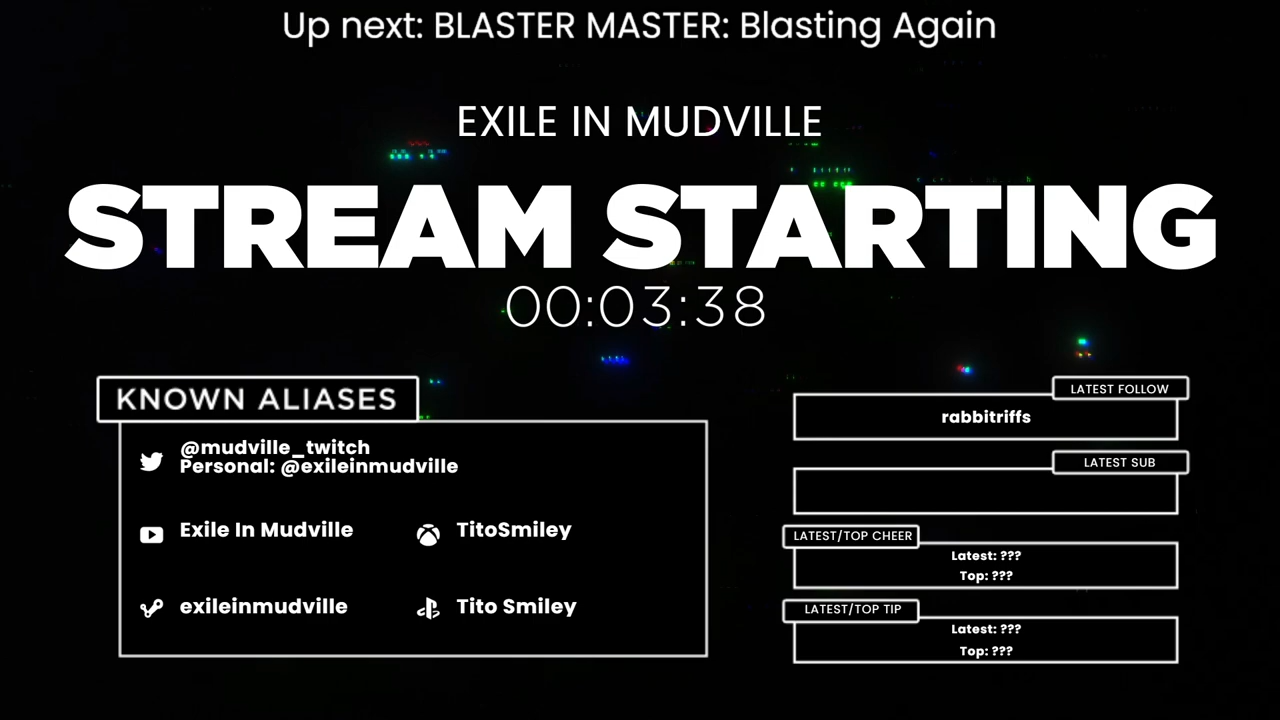 Up next: BLASTER MASTER: Blasting Again
EXILE IN MUDVILLE
STREAM STARTING
00:03:38
KNOWN ALIASES
@mudville_twitch
Personal: @exileinmudville
Exile In Mudville
TitoSmiley
exileinmudville
Tito Smiley
LATEST FOLLOW
rabbitriffs
LATEST SUB
LATEST/TOP CHEER
Latest: ???
Top: ???
LATEST/TOP TIP
Latest: ???
Top: ???